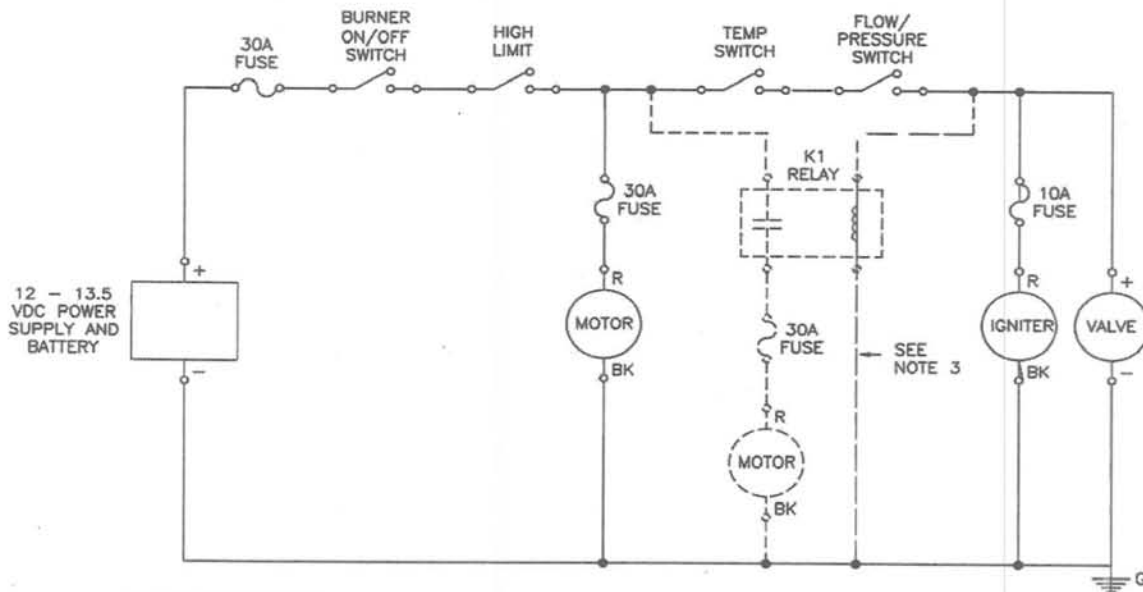 30A
FUSE
BURNER
ON/OFF
SWITCH
HIGH
LIMIT
TEMP
SWITCH
FLOW/
PRESSURE
SWITCH
K1
RELAY
30A
FUSE
10A
FUSE
+
12 – 13.5
VDC POWER
SUPPLY AND
BATTERY
–
R
MOTOR
BK
30A
FUSE
SEE
NOTE 3
R
IGNITER
BK
+
VALVE
–
R
MOTOR
BK
G